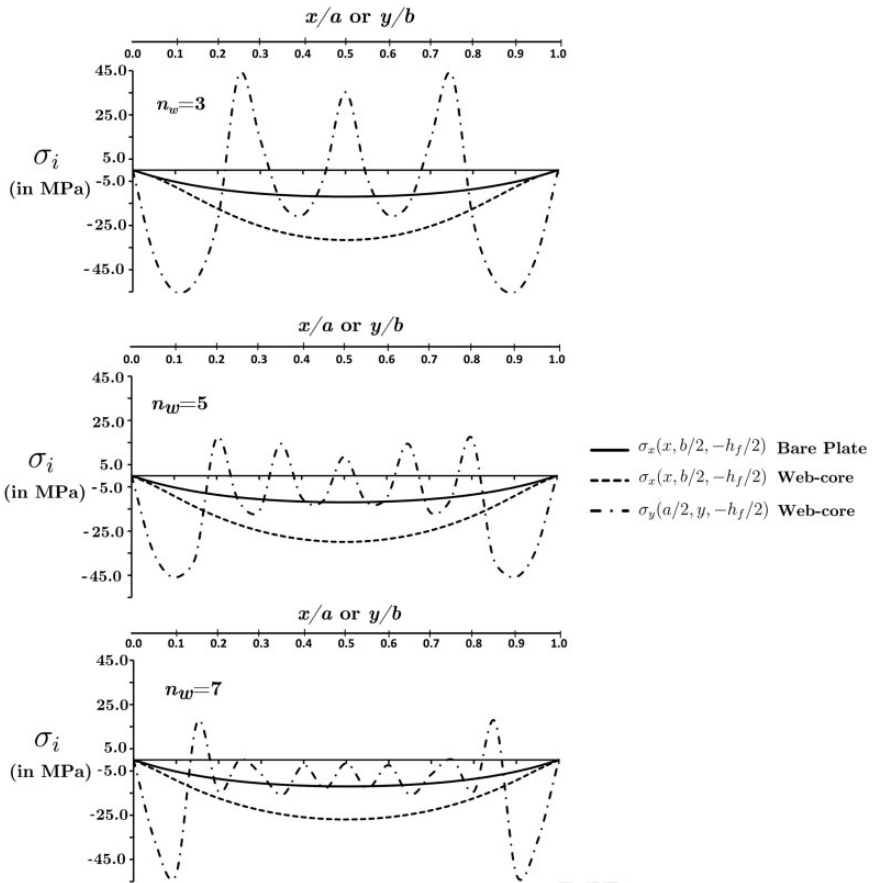 x/a or y/b
0.0 0.1 0.2 0.3 0.4 0.5 0.6 0.7 0.8 0.9 1.0
45.0
n_w=3
25.0
σ_i
5.0
(in MPa)
-5.0
-25.0
-45.0
x/a or y/b
0.0 0.1 0.2 0.3 0.4 0.5 0.6 0.7 0.8 0.9 1.0
45.0
n_w=5
25.0
σ_i
5.0
(in MPa)
-5.0
-25.0
-45.0
σ_x(x, b/2, −h_f/2) Bare Plate
σ_x(x, b/2, −h_f/2) Web-core
σ_y(a/2, y, −h_f/2) Web-core
x/a or y/b
0.0 0.1 0.2 0.3 0.4 0.5 0.6 0.7 0.8 0.9 1.0
45.0
n_w=7
25.0
σ_i
5.0
(in MPa)
-5.0
-25.0
-45.0